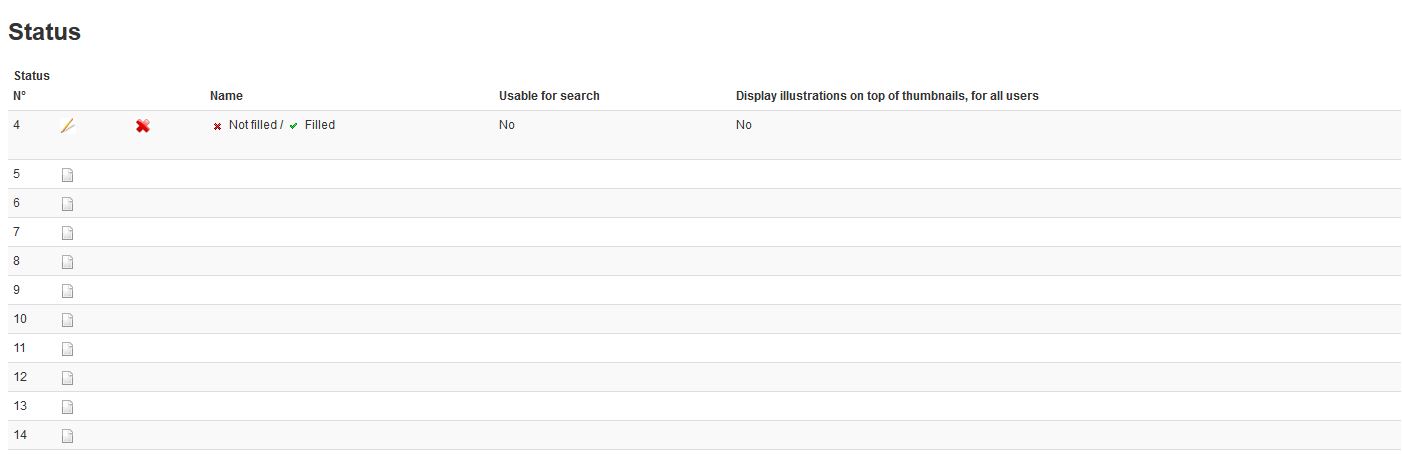 Status
Status
N° Name Usable for search Display illustrations on top of thumbnails, for all users
4 Not filled / Filled No No
5
6
7
8
9
10
11
12
13
14